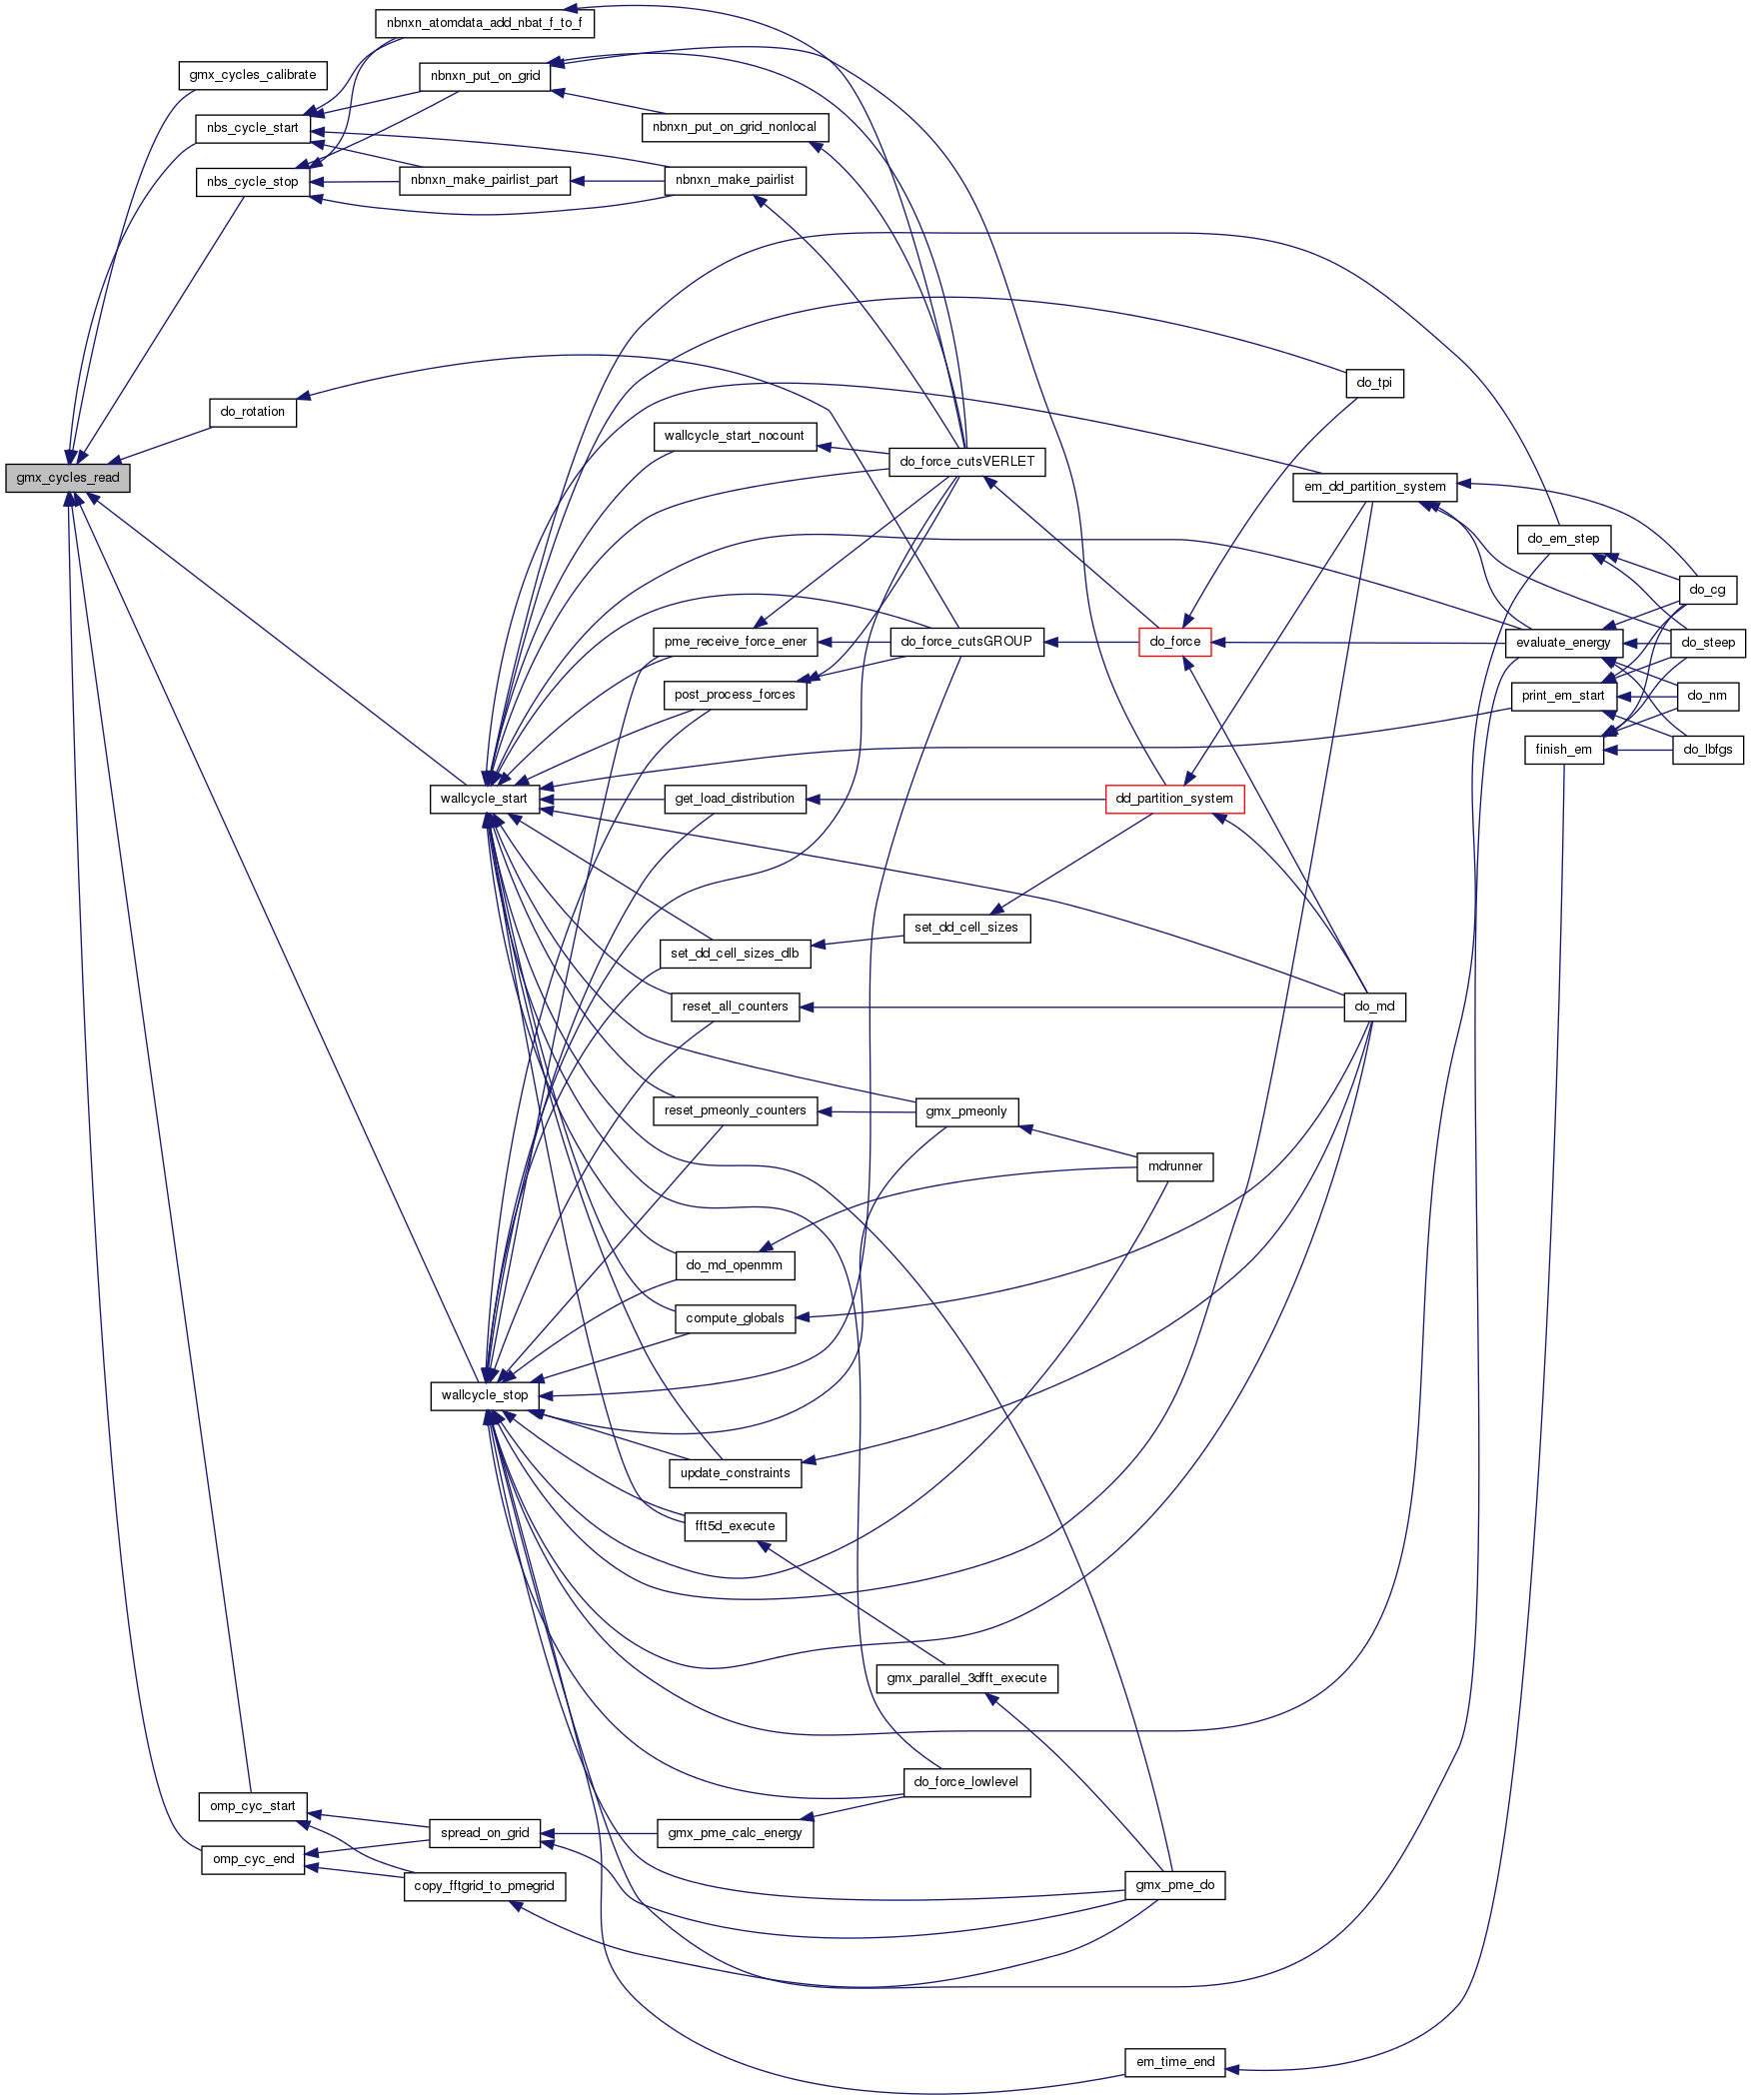 nbnxn_atomdata_add_nbat_f_to_f
gmx_cycles_calibrate
nbnxn_put_on_grid
nbs_cycle_start
nbnxn_put_on_grid_nonlocal
nbs_cycle_stop
nbnxn_make_pairlist_part
nbnxn_make_pairlist
do_tpi
do_rotation
wallcycle_start_nocount
do_force_cutsVERLET
gmx_cycles_read
em_dd_partition_system
do_em_step
do_cg
pme_receive_force_ener
do_force_cutsGROUP
do_force
evaluate_energy
do_steep
post_process_forces
print_em_start
do_nm
finish_em
do_lbfgs
wallcycle_start
get_load_distribution
dd_partition_system
set_dd_cell_sizes
set_dd_cell_sizes_dlb
reset_all_counters
do_md
reset_pmeonly_counters
gmx_pmeonly
mdrunner
do_md_openmm
compute_globals
wallcycle_stop
update_constraints
fft5d_execute
gmx_parallel_3dfft_execute
do_force_lowlevel
omp_cyc_start
spread_on_grid
gmx_pme_calc_energy
omp_cyc_end
copy_fftgrid_to_pmegrid
gmx_pme_do
em_time_end